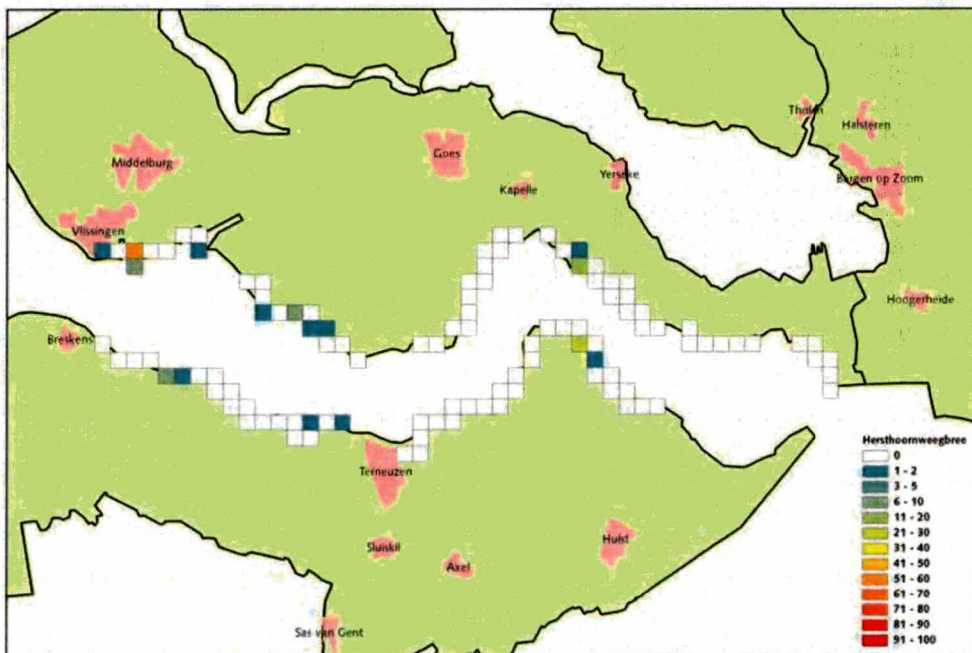 Tholen
Halsteren
Middelburg
Goes
Bergen op Zoom
Yerseke
Kapelle
Vlissingen
Hoogerheide
Breskens
Hersthoornweegbree
0
1 - 2
3 - 5
6 - 10
11 - 20
21 - 30
31 - 40
41 - 50
51 - 60
61 - 70
71 - 80
81 - 90
91 - 100
Terneuzen
Sluiskil
Axel
Hulst
Sas van Gent